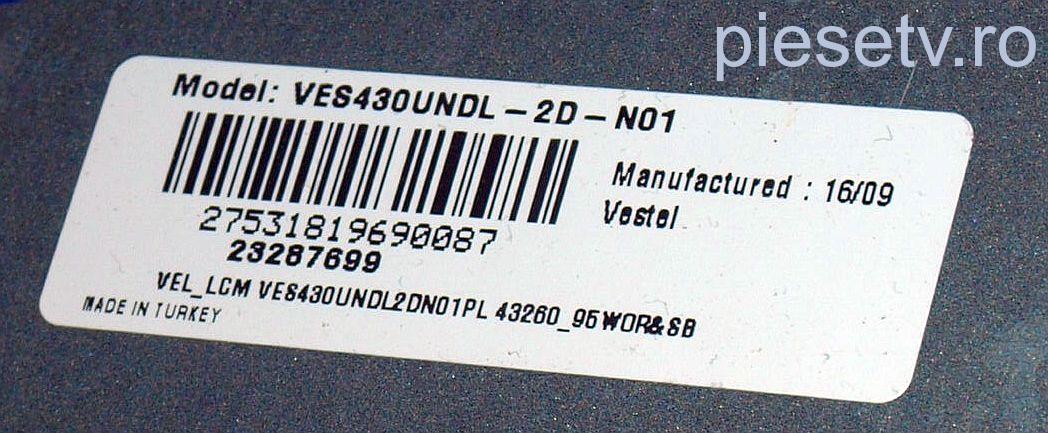 piesetv.ro
Model: VES430UNDL-2D-N01
Manufactured : 16/09
Vestel
27531819690087
23287699
VEL_LCM VES430UNDL2DN01PL 43260_95WOR&SB
MADE IN TURKEY